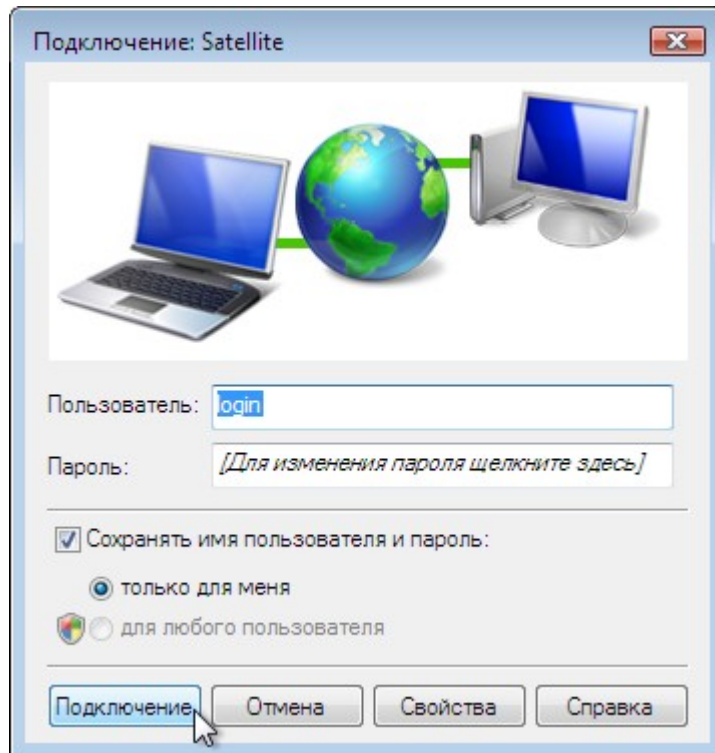 Подключение: Satellite
Пользователь: login
Пароль: [Для изменения пароля щелкните здесь]
Сохранять имя пользователя и пароль:
только для меня
для любого пользователя
Подключение Отмена Свойства Справка